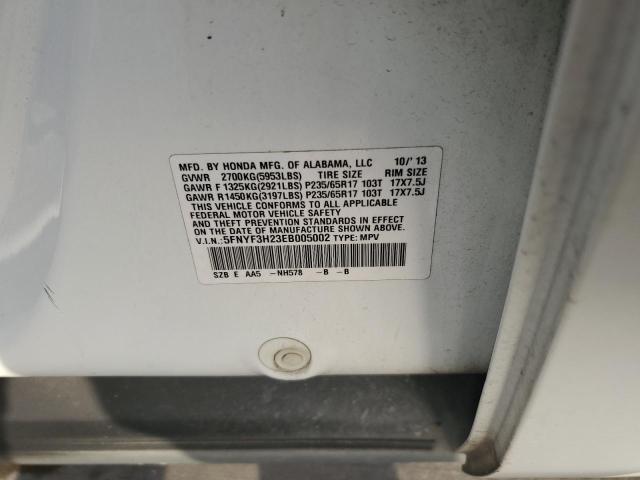 MFD. BY HONDA MFG. OF ALABAMA, LLC 10/'13
GVWR 2700KG(5953LBS) TIRE SIZE RIM SIZE
GAWR F 1325KG(2921LBS) P235/65R17 103T 17X7.5J
GAWR R 1450KG(3197LBS) P235/65R17 103T 17X7.5J
THIS VEHICLE CONFORMS TO ALL APPLICABLE
FEDERAL MOTOR VEHICLE SAFETY
AND THEFT PREVENTION STANDARDS IN EFFECT
ON THE DATE OF MANUFACTURE SHOWN ABOVE.
V.I.N.: 5FNYF3H23EB005002 TYPE: MPV
SZB E AA5 -NH578 -B -B